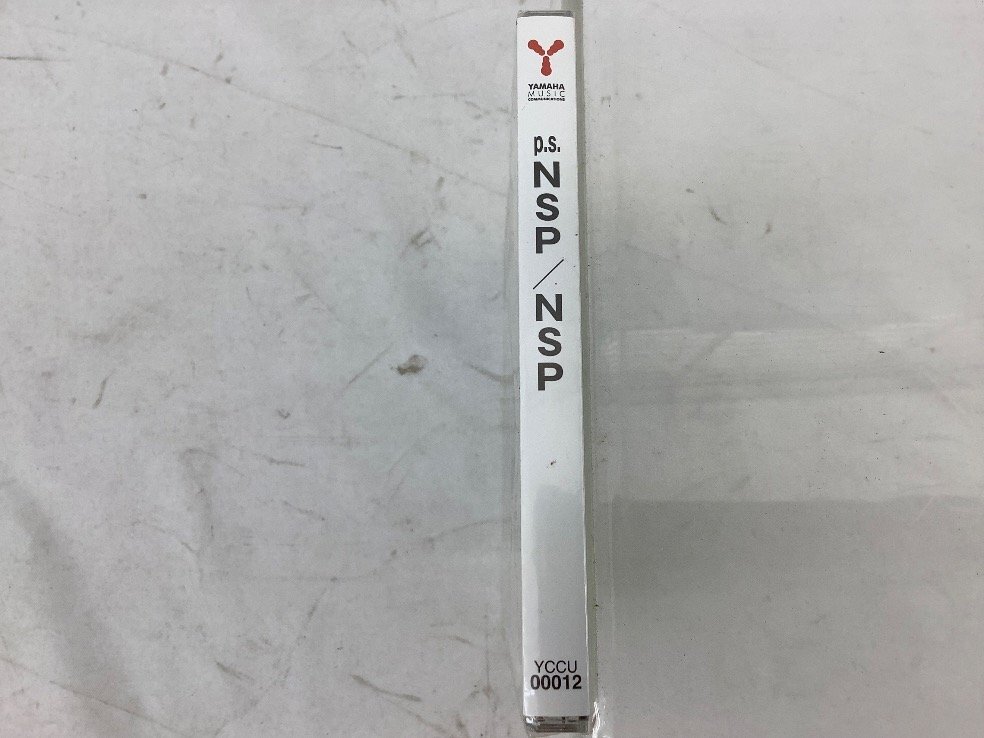 YAMAHA
MUSIC
COMMUNICATIONS
p.s.
NSP/NSP
YCCU
00012